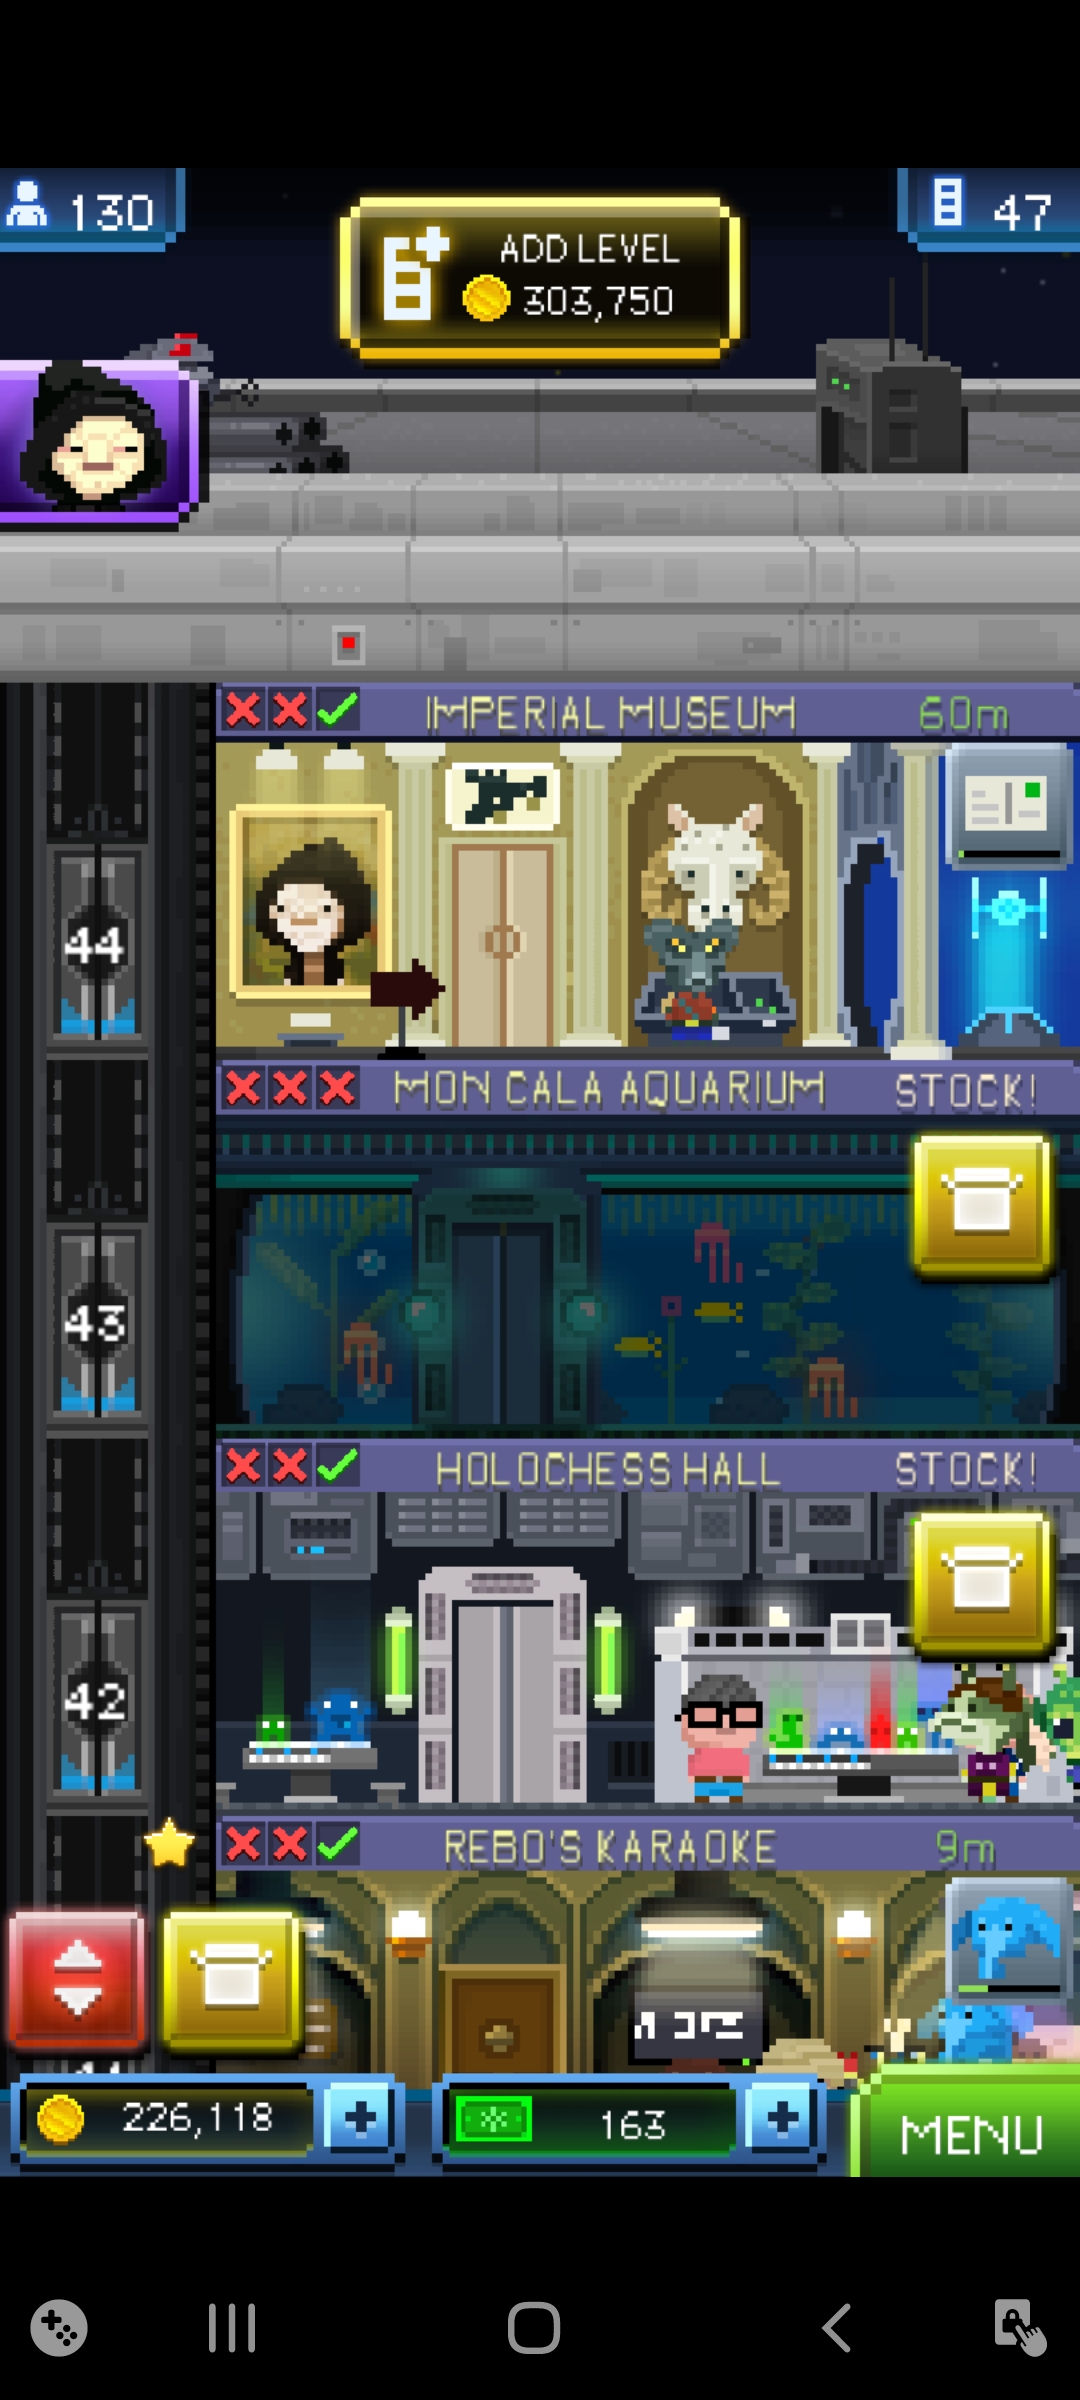 130
ADD LEVEL
303,750
47
IMPERIAL MUSEUM 60m
44
MON CALA AQUARIUM STOCK!
43
HOLOCHESS HALL STOCK!
42
REBO'S KARAOKE 9m
226,118
163
MENU